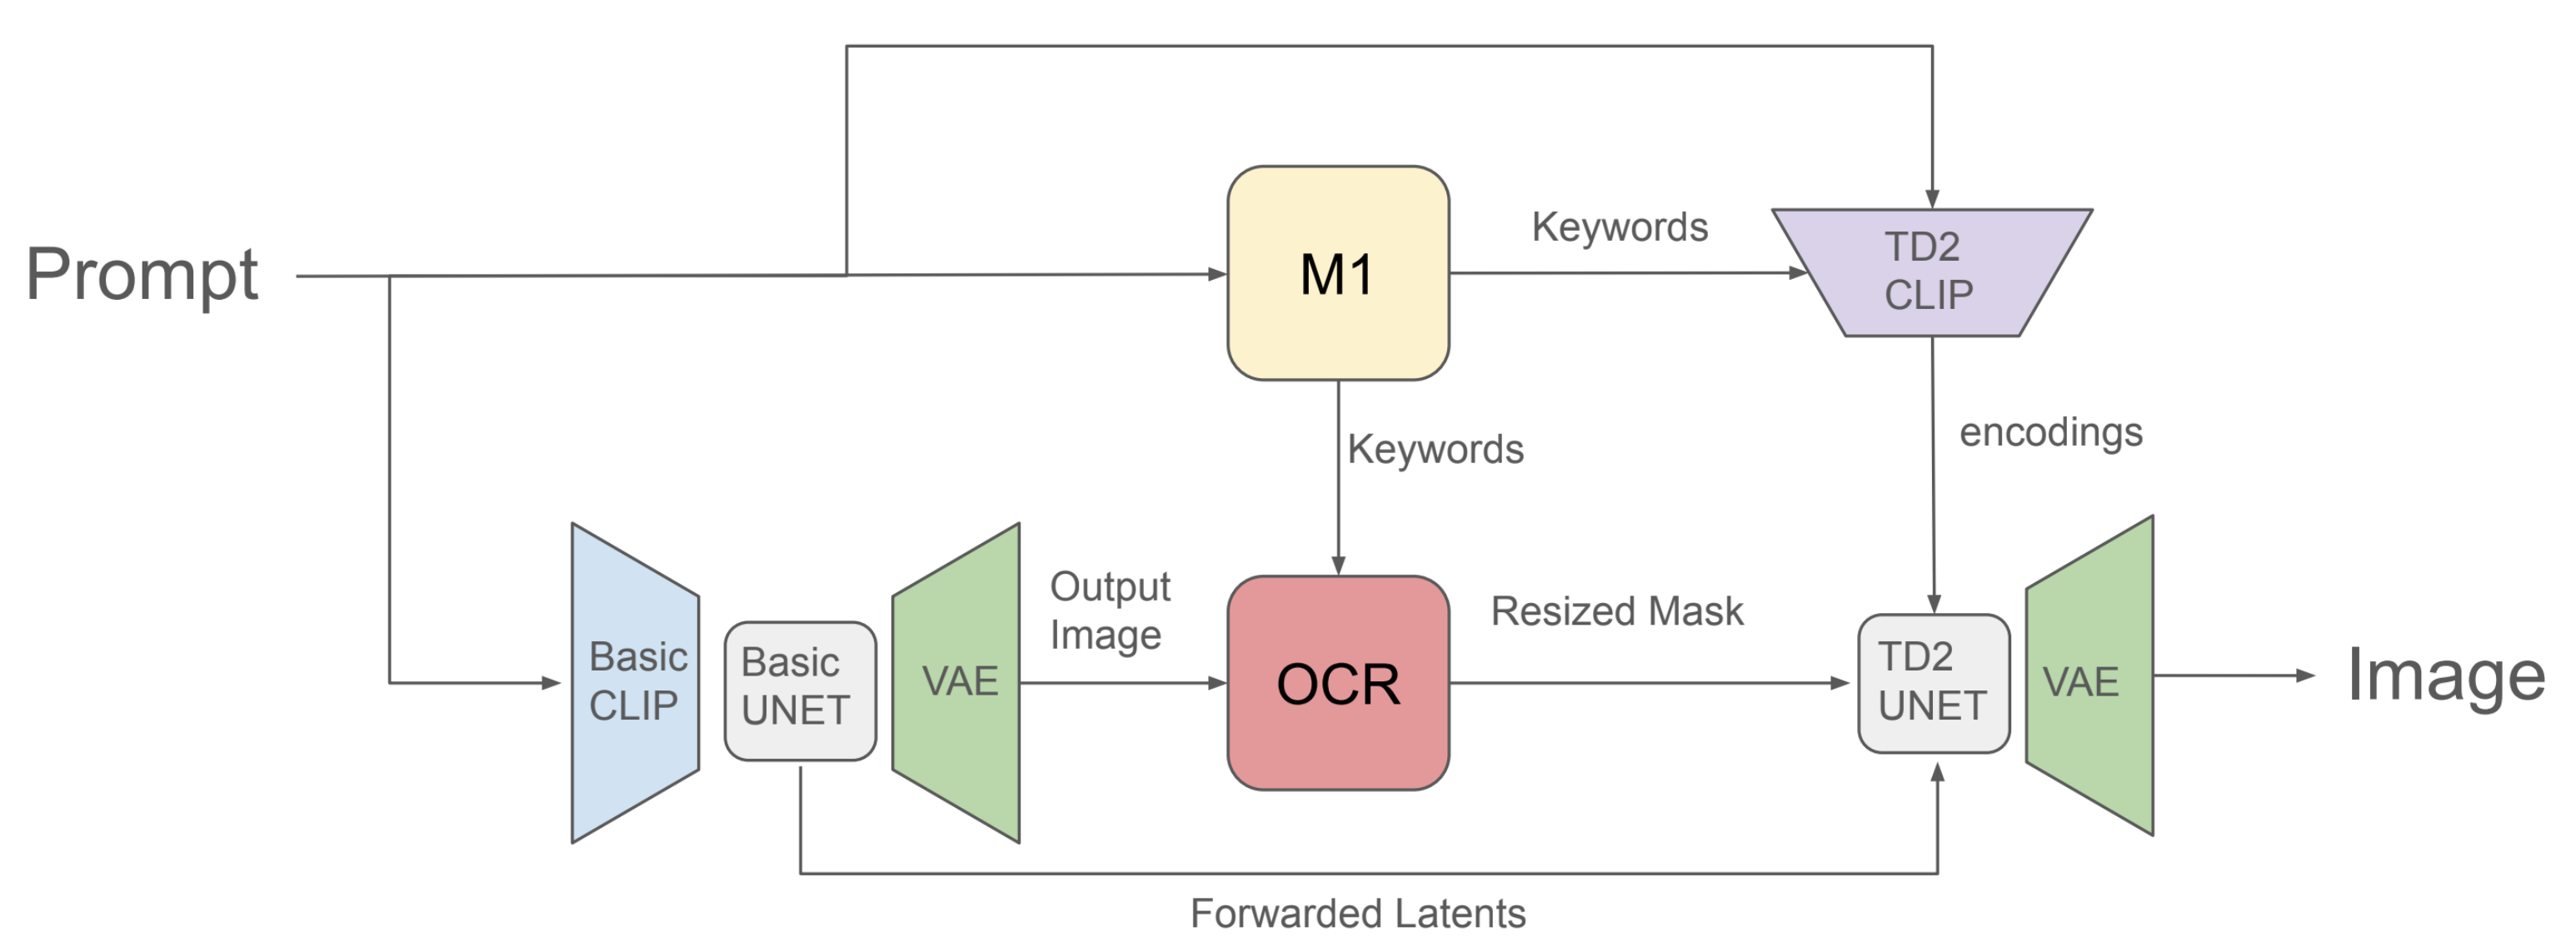 Prompt
M1
Keywords
TD2
CLIP
Keywords
encodings
Basic
CLIP
Basic
UNET
VAE
Output
Image
OCR
Resized Mask
TD2
UNET
VAE
Image
Forwarded Latents